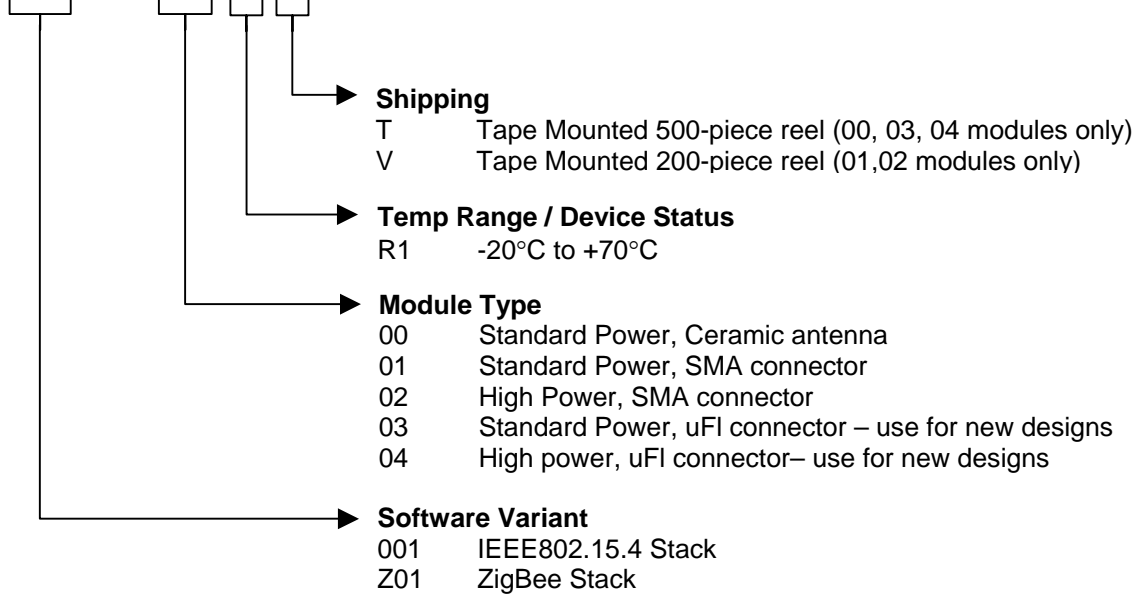 Shipping
T Tape Mounted 500-piece reel (00, 03, 04 modules only)
V Tape Mounted 200-piece reel (01,02 modules only)
Temp Range / Device Status
R1 -20°C to +70°C
Module Type
00 Standard Power, Ceramic antenna
01 Standard Power, SMA connector
02 High Power, SMA connector
03 Standard Power, uFl connector – use for new designs
04 High power, uFl connector– use for new designs
Software Variant
001 IEEE802.15.4 Stack
Z01 ZigBee Stack